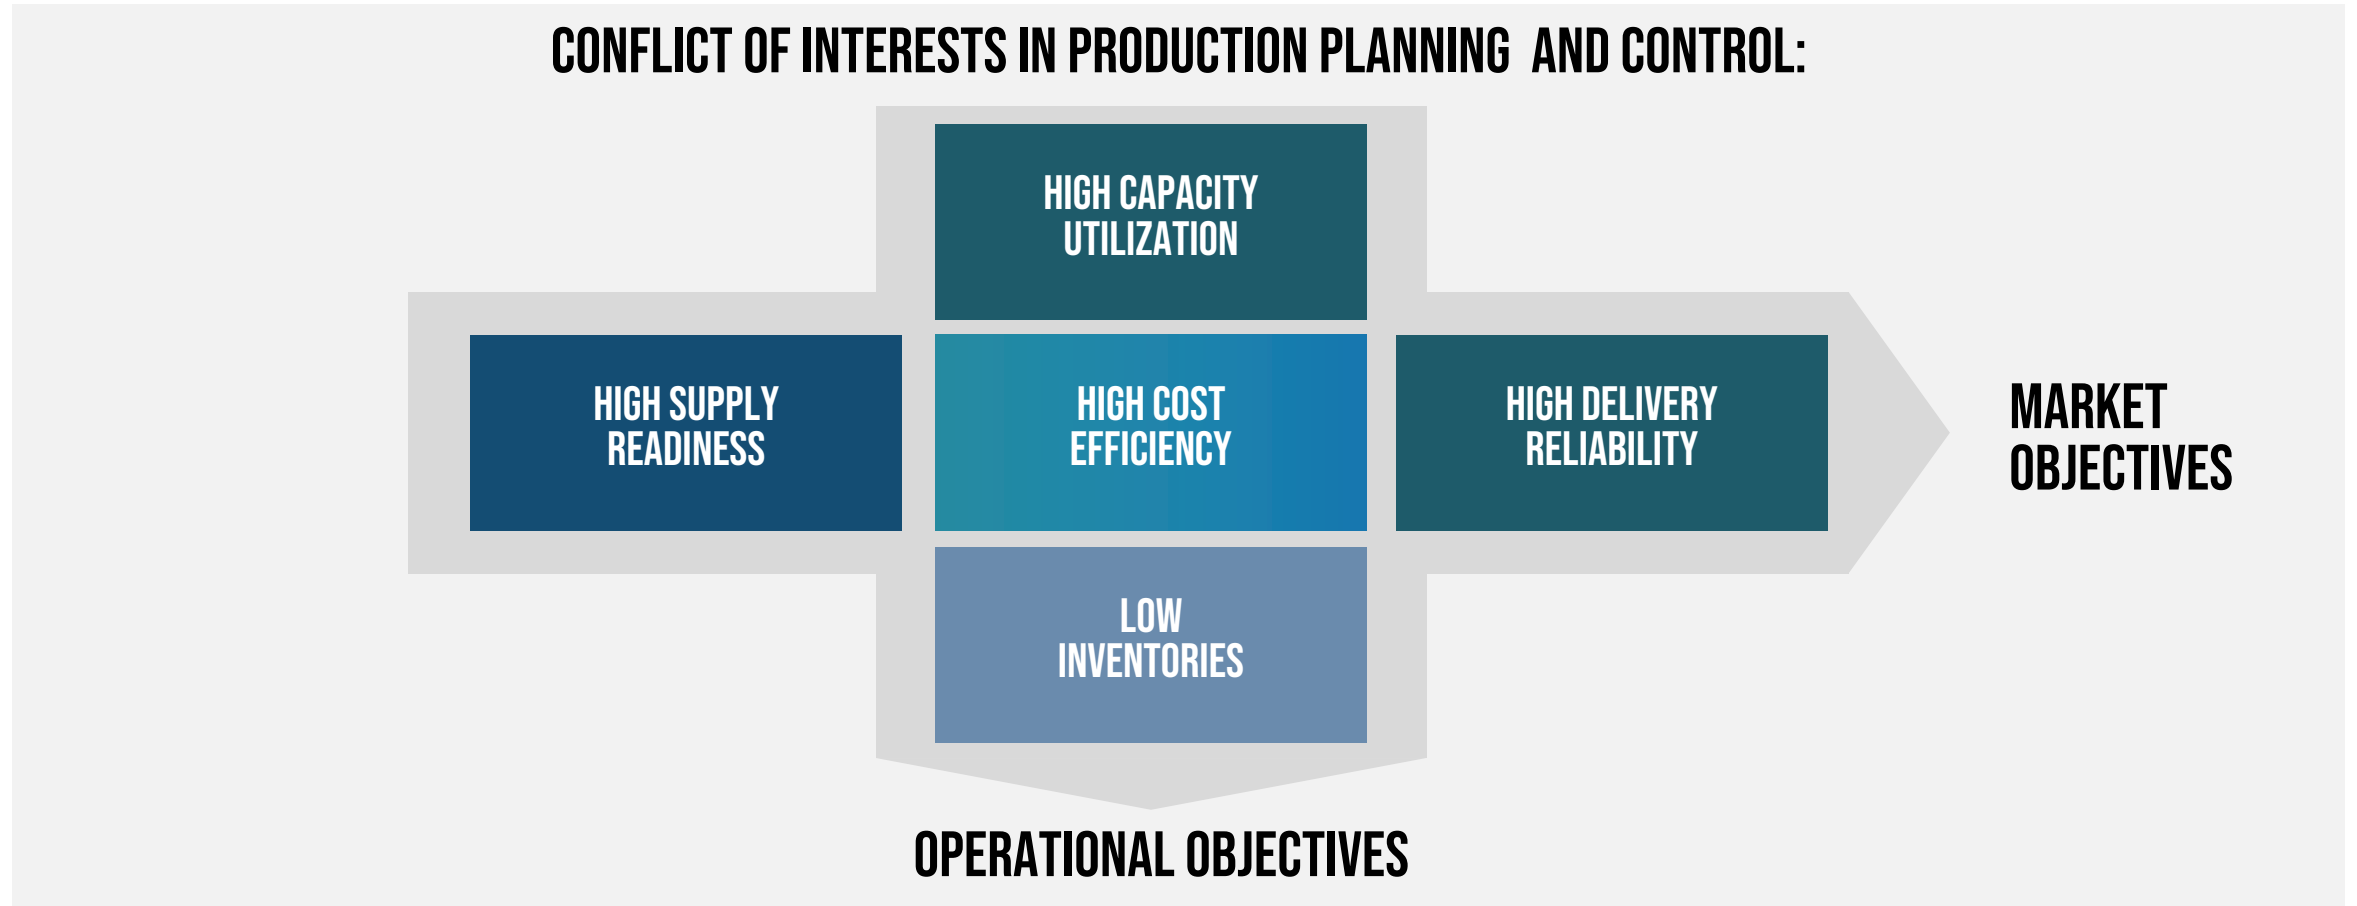 CONFLICT OF INTERESTS IN PRODUCTION PLANNING AND CONTROL:
HIGH CAPACITY
UTILIZATION
HIGH SUPPLY
READINESS
HIGH COST
EFFICIENCY
HIGH DELIVERY
RELIABILITY
MARKET
OBJECTIVES
LOW
INVENTORIES
OPERATIONAL OBJECTIVES